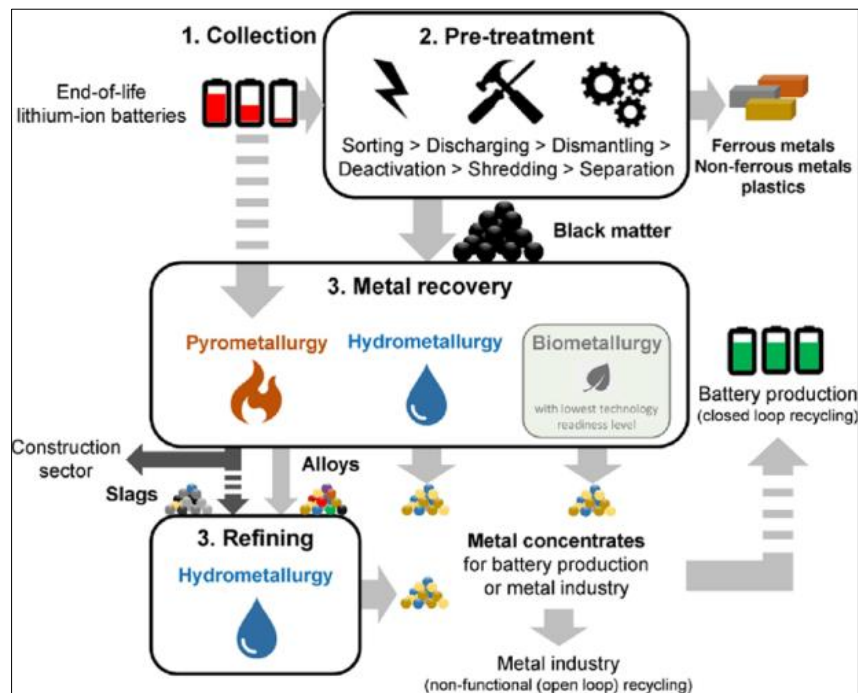 1. Collection
2. Pre-treatment
End-of-life
lithium-ion batteries
Sorting > Discharging > Dismantling >
Deactivation > Shredding > Separation
Ferrous metals
Non-ferrous metals
plastics
Black matter
3. Metal recovery
Pyrometallurgy
Hydrometallurgy
Biometallurgy
with lowest technology
readiness level
Battery production
(closed loop recycling)
Construction
sector
Slags
Alloys
3. Refining
Hydrometallurgy
Metal concentrates
for battery production
or metal industry
Metal industry
(non-functional (open loop) recycling)